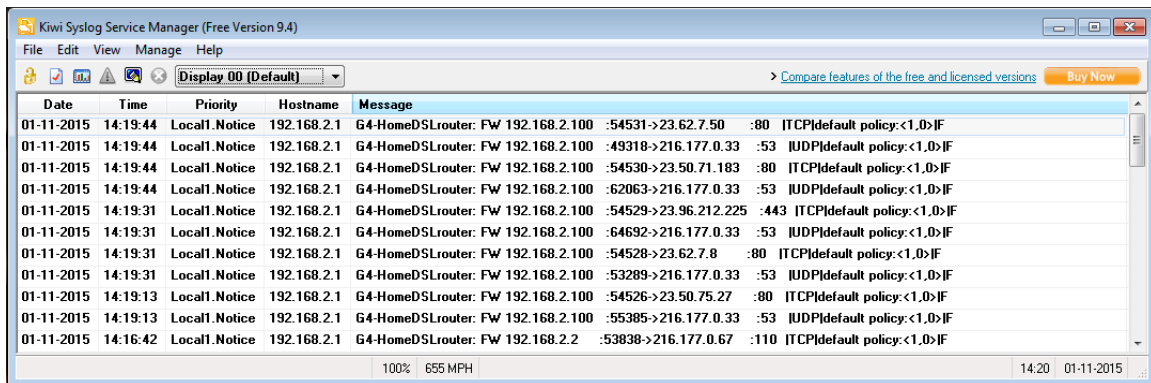 Kiwi Syslog Service Manager (Free Version 9.4)
File Edit View Manage Help
Display 00 (Default) > Compare features of the free and licensed versions Buy Now
Date Time Priority Hostname Message
01-11-2015 14:19:44 Local1.Notice 192.168.2.1 G4-HomeDSLrouter: FW 192.168.2.100 :54531->23.62.7.50 :80 |TCP|default policy:<1,0>|F
01-11-2015 14:19:44 Local1.Notice 192.168.2.1 G4-HomeDSLrouter: FW 192.168.2.100 :49318->216.177.0.33 :53 |UDP|default policy:<1,0>|F
01-11-2015 14:19:44 Local1.Notice 192.168.2.1 G4-HomeDSLrouter: FW 192.168.2.100 :54530->23.50.71.183 :80 |TCP|default policy:<1,0>|F
01-11-2015 14:19:44 Local1.Notice 192.168.2.1 G4-HomeDSLrouter: FW 192.168.2.100 :62063->216.177.0.33 :53 |UDP|default policy:<1,0>|F
01-11-2015 14:19:31 Local1.Notice 192.168.2.1 G4-HomeDSLrouter: FW 192.168.2.100 :54529->23.96.212.225 :443 |TCP|default policy:<1,0>|F
01-11-2015 14:19:31 Local1.Notice 192.168.2.1 G4-HomeDSLrouter: FW 192.168.2.100 :64692->216.177.0.33 :53 |UDP|default policy:<1,0>|F
01-11-2015 14:19:31 Local1.Notice 192.168.2.1 G4-HomeDSLrouter: FW 192.168.2.100 :54528->23.62.7.8 :80 |TCP|default policy:<1,0>|F
01-11-2015 14:19:31 Local1.Notice 192.168.2.1 G4-HomeDSLrouter: FW 192.168.2.100 :53289->216.177.0.33 :53 |UDP|default policy:<1,0>|F
01-11-2015 14:19:13 Local1.Notice 192.168.2.1 G4-HomeDSLrouter: FW 192.168.2.100 :54526->23.50.75.27 :80 |TCP|default policy:<1,0>|F
01-11-2015 14:19:13 Local1.Notice 192.168.2.1 G4-HomeDSLrouter: FW 192.168.2.100 :55385->216.177.0.33 :53 |UDP|default policy:<1,0>|F
01-11-2015 14:16:42 Local1.Notice 192.168.2.1 G4-HomeDSLrouter: FW 192.168.2.2 :53838->216.177.0.67 :110 |TCP|default policy:<1,0>|F
100% 655 MPH 14:20 01-11-2015